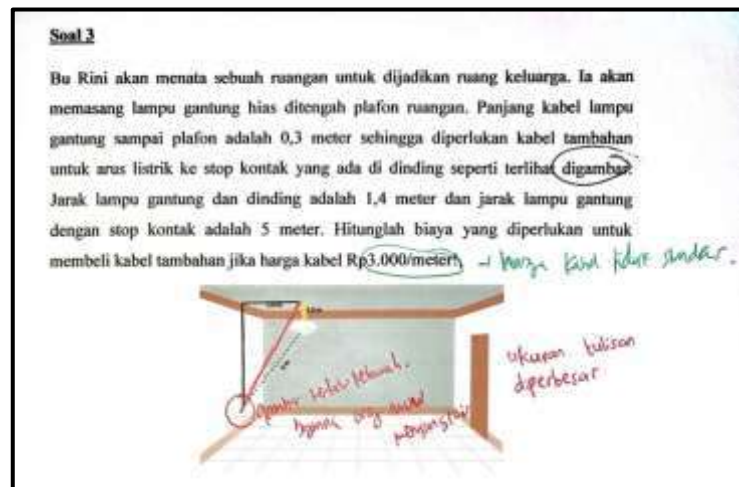 Soal 3
Bu Rini akan menata sebuah ruangan untuk dijadikan ruang keluarga. Ia akan
memasang lampu gantung hias ditengah plafon ruangan. Panjang kabel lampu
gantung sampai plafon adalah 0,3 meter sehingga diperlukan kabel tambahan
untuk arus listrik ke stop kontak yang ada di dinding seperti terlihat digambar.
Jarak lampu gantung dan dinding adalah 1,4 meter dan jarak lampu gantung
dengan stop kontak adalah 5 meter. Hitunglah biaya yang diperlukan untuk
membeli kabel tambahan jika harga kabel Rp3.000/meter!
harga kabel tidak standar.
ukuran tulisan
diperbesar
gambar terlalu